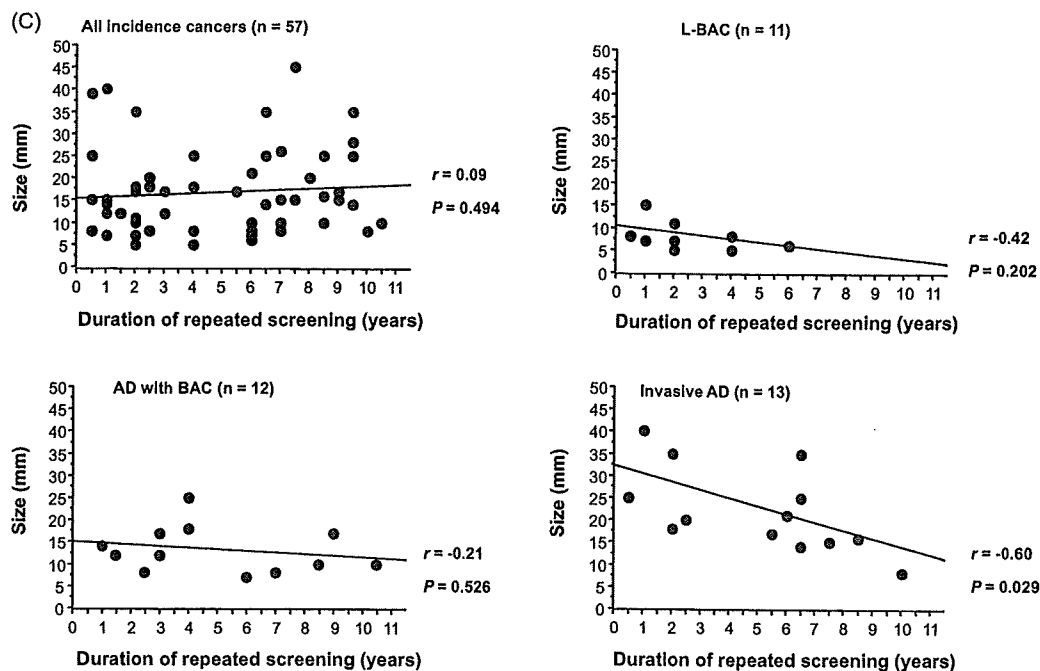 (C)
All incidence cancers (n = 57)
50
45
40
35
30
25
20
15
10
5
0
Size (mm)
0 1 2 3 4 5 6 7 8 9 10 11
Duration of repeated screening (years)
r = 0.09
P = 0.494
L-BAC (n = 11)
50
45
40
35
30
25
20
15
10
5
0
Size (mm)
0 1 2 3 4 5 6 7 8 9 10 11
Duration of repeated screening (years)
r = -0.42
P = 0.202
AD with BAC (n = 12)
50
45
40
35
30
25
20
15
10
5
0
Size (mm)
0 1 2 3 4 5 6 7 8 9 10 11
Duration of repeated screening (years)
r = -0.21
P = 0.526
Invasive AD (n = 13)
50
45
40
35
30
25
20
15
10
5
0
Size (mm)
0 1 2 3 4 5 6 7 8 9 10 11
Duration of repeated screening (years)
r = -0.60
P = 0.029